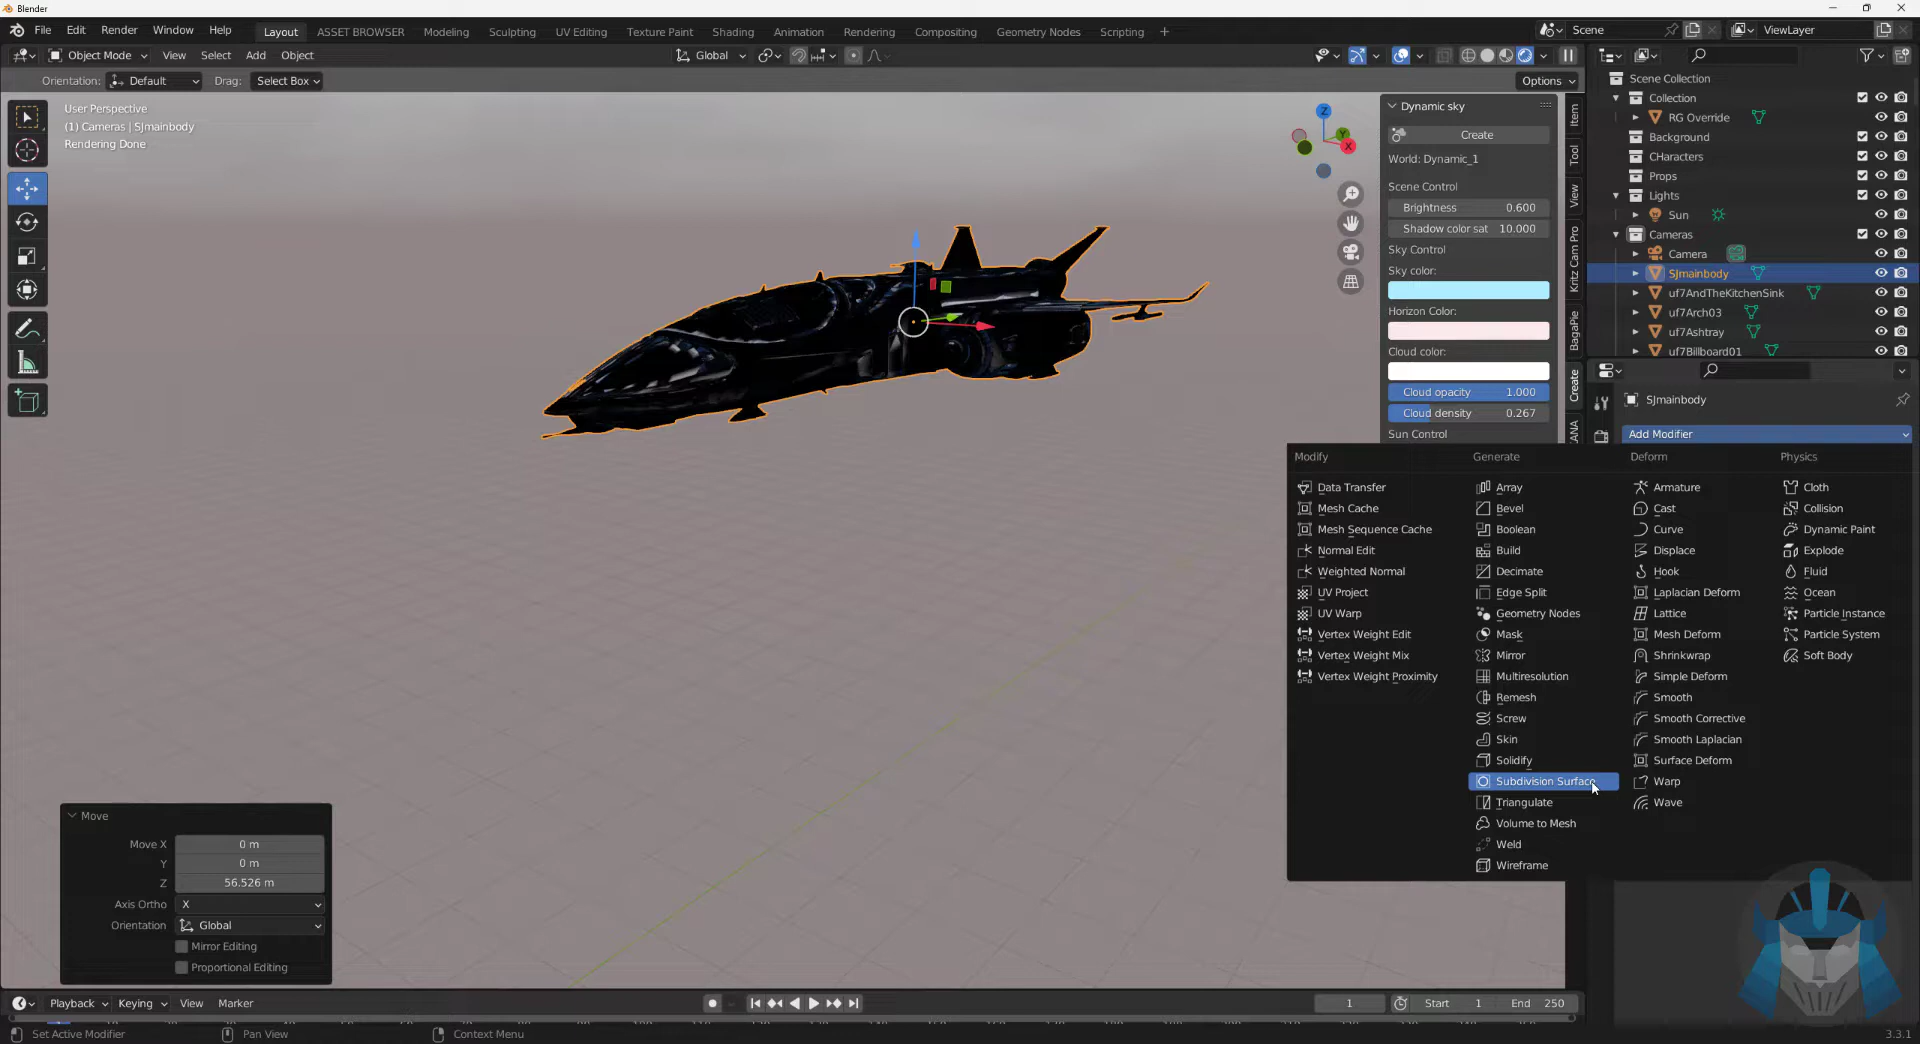 Blender
File Edit Render Window Help Layout ASSET BROWSER Modeling Sculpting UV Editing Texture Paint Shading Animation Rendering Compositing Geometry Nodes Scripting Scene ViewLayer
Object Mode View Select Add Object Global
Orientation: Default Drag: Select Box Options
User Perspective
(1) Cameras | SJmainbody
Rendering Done
Z
Y
X
Dynamic sky
Create
World: Dynamic_1
Scene Control
Brightness 0.600
Shadow color sat 10.000
Sky Control
Sky color:
Horizon Color:
Cloud color:
Cloud opacity 1.000
Cloud density 0.267
Sun Control
Item
Tool
View
Kritz Cam Pro
BagaPie
Create
Scene Collection
Collection
RG Override
Background
CHaracters
Props
Lights
Sun
Cameras
Camera
SJmainbody
uf7AndTheKitchenSink
uf7Arch03
uf7Ashtray
uf7Billboard01
SJmainbody
Add Modifier
Modify
Data Transfer
Mesh Cache
Mesh Sequence Cache
Normal Edit
Weighted Normal
UV Project
UV Warp
Vertex Weight Edit
Vertex Weight Mix
Vertex Weight Proximity
Generate
Array
Bevel
Boolean
Build
Decimate
Edge Split
Geometry Nodes
Mask
Mirror
Multiresolution
Remesh
Screw
Skin
Solidify
Subdivision Surface
Triangulate
Volume to Mesh
Weld
Wireframe
Deform
Armature
Cast
Curve
Displace
Hook
Laplacian Deform
Lattice
Mesh Deform
Shrinkwrap
Simple Deform
Smooth
Smooth Corrective
Smooth Laplacian
Surface Deform
Warp
Wave
Physics
Cloth
Collision
Dynamic Paint
Explode
Fluid
Ocean
Particle Instance
Particle System
Soft Body
Move
Move X 0 m
Y 0 m
Z 56.526 m
Axis Ortho X
Orientation Global
Mirror Editing
Proportional Editing
Playback Keying View Marker 1 Start 1 End 250
Set Active Modifier Pan View Context Menu 3.3.1